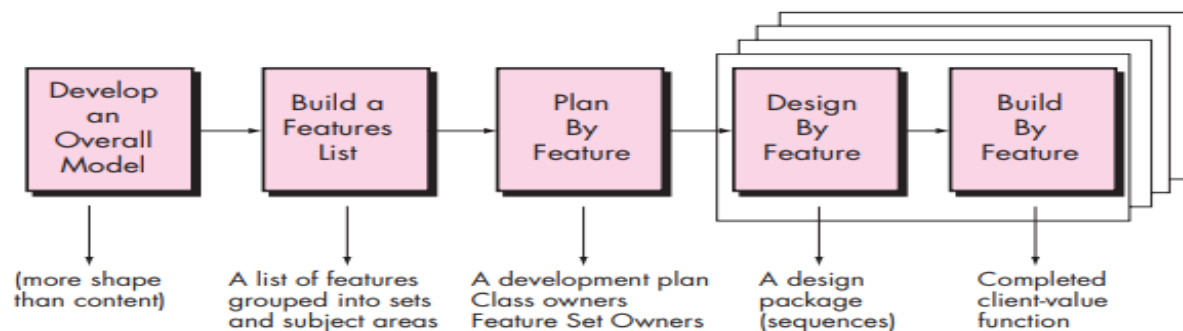 Develop
an
Overall
Model
Build a
Features
List
Plan
By
Feature
Design
By
Feature
Build
By
Feature
(more shape
than content)
A list of features
grouped into sets
and subject areas
A development plan
Class owners
Feature Set Owners
A design
package
(sequences)
Completed
client-value
function